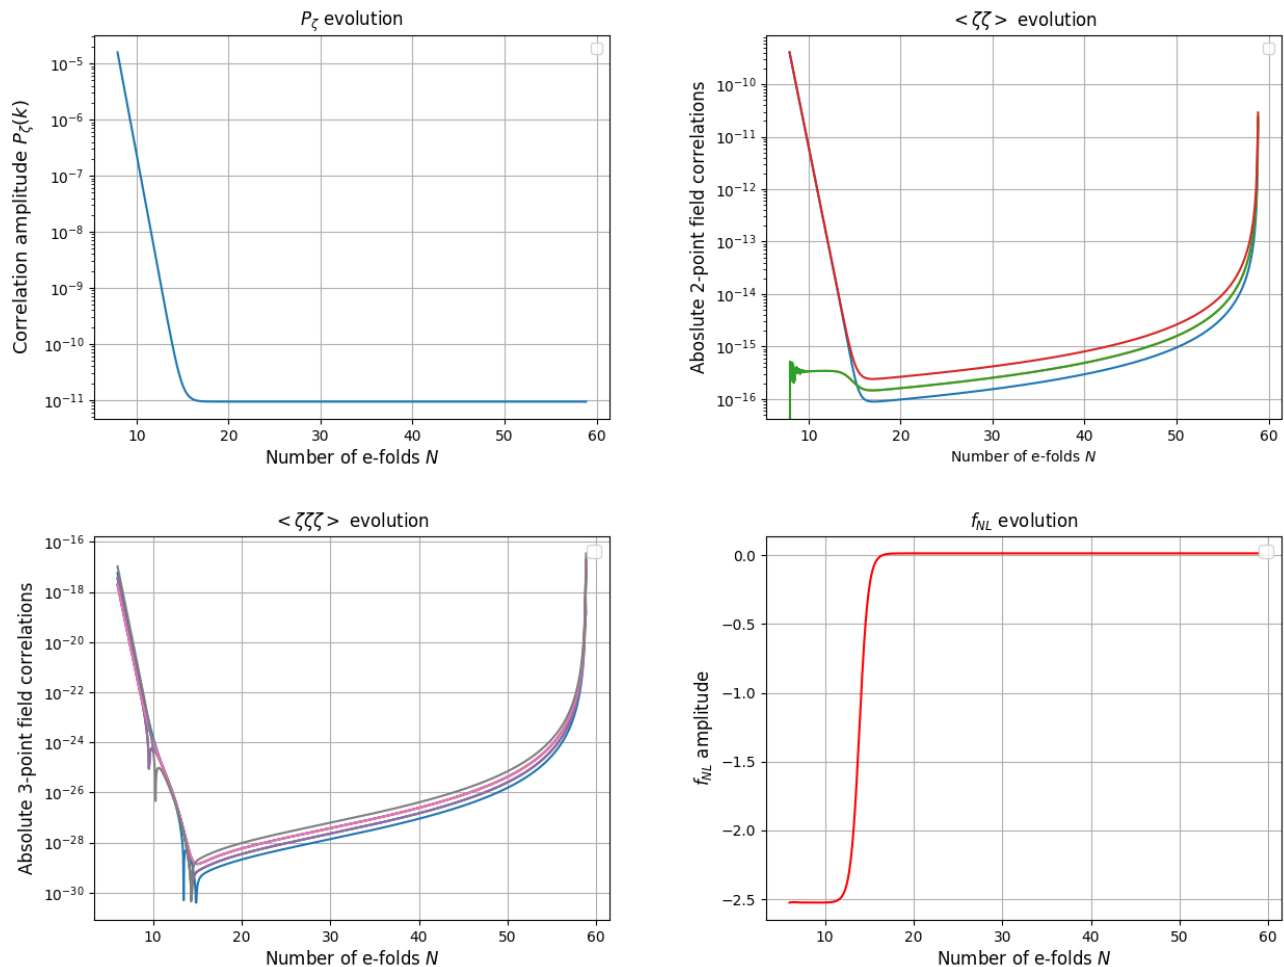 P_ζ evolution
Correlation amplitude P_ζ(k)
10^-5
10^-6
10^-7
10^-8
10^-9
10^-10
10^-11
10 20 30 40 50 60
Number of e-folds N
< ζζ > evolution
Aboslute 2-point field correlations
10^-10
10^-11
10^-12
10^-13
10^-14
10^-15
10^-16
10 20 30 40 50 60
Number of e-folds N
< ζζζ > evolution
Absolute 3-point field correlations
10^-16
10^-18
10^-20
10^-22
10^-24
10^-26
10^-28
10^-30
10 20 30 40 50 60
Number of e-folds N
f_NL evolution
f_NL amplitude
0.0
−0.5
−1.0
−1.5
−2.0
−2.5
10 20 30 40 50 60
Number of e-folds N